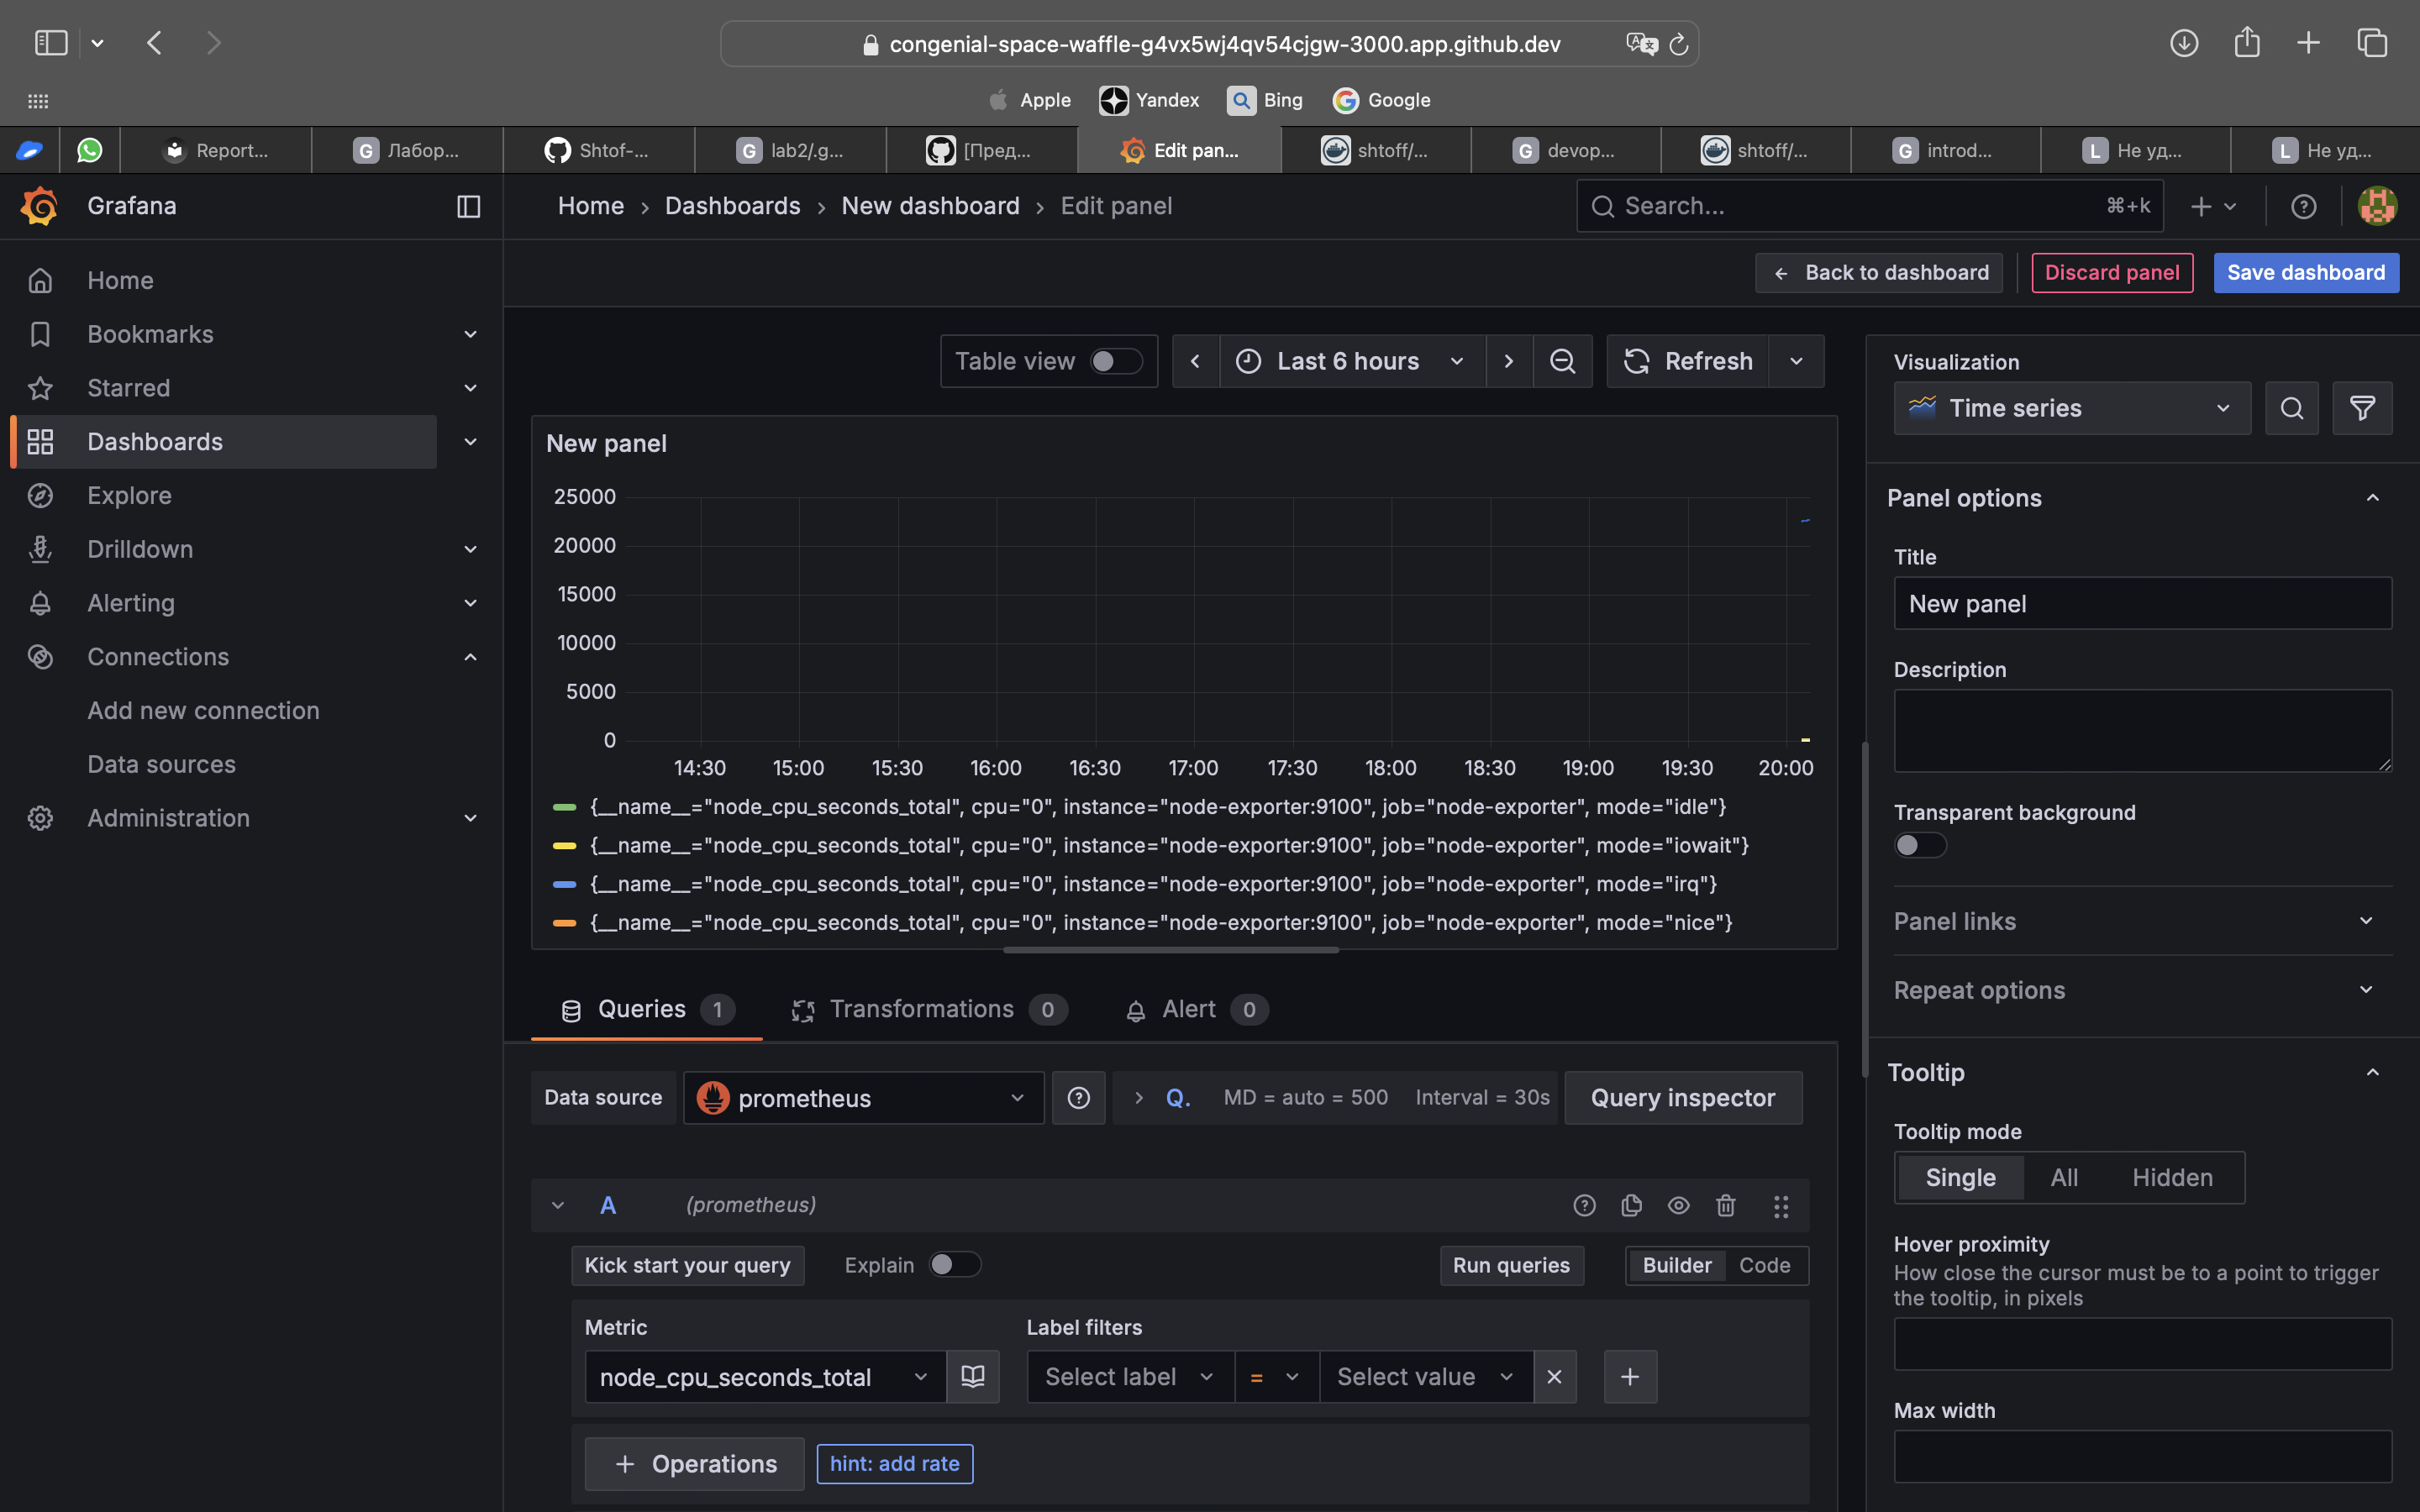 congenial-space-waffle-g4vx5wj4qv54cjgw-3000.app.github.dev
Apple Yandex Bing Google
Report... Лабор... Shtof-... lab2/.g... [Пред... Edit pan... shtoff/... devop... shtoff/... introd... Не уд... Не уд...
Grafana
Home › Dashboards › New dashboard › Edit panel
Search... ⌘+k
Home
Bookmarks
Starred
Dashboards
Explore
Drilldown
Alerting
Connections
Add new connection
Data sources
Administration
Back to dashboard Discard panel Save dashboard
Table view Last 6 hours Refresh
New panel
25000
20000
15000
10000
5000
0
14:30 15:00 15:30 16:00 16:30 17:00 17:30 18:00 18:30 19:00 19:30 20:00
{__name__="node_cpu_seconds_total", cpu="0", instance="node-exporter:9100", job="node-exporter", mode="idle"}
{__name__="node_cpu_seconds_total", cpu="0", instance="node-exporter:9100", job="node-exporter", mode="iowait"}
{__name__="node_cpu_seconds_total", cpu="0", instance="node-exporter:9100", job="node-exporter", mode="irq"}
{__name__="node_cpu_seconds_total", cpu="0", instance="node-exporter:9100", job="node-exporter", mode="nice"}
Queries 1 Transformations 0 Alert 0
Data source prometheus Q. MD = auto = 500 Interval = 30s Query inspector
A (prometheus)
Kick start your query Explain Run queries Builder Code
Metric Label filters
node_cpu_seconds_total Select label = Select value
+ Operations hint: add rate
Visualization
Time series
Panel options
Title
New panel
Description
Transparent background
Panel links
Repeat options
Tooltip
Tooltip mode
Single All Hidden
Hover proximity
How close the cursor must be to a point to trigger
the tooltip, in pixels
Max width